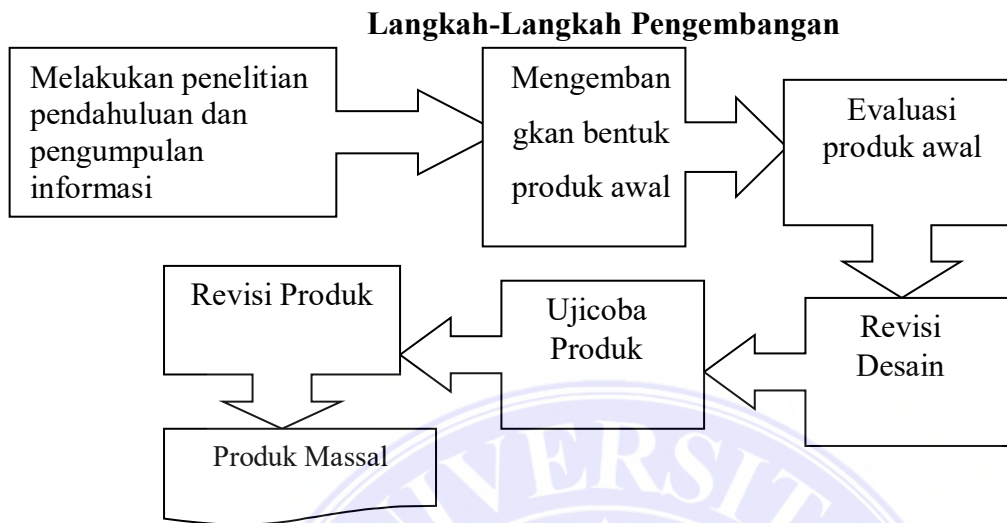 Langkah-Langkah Pengembangan
Melakukan penelitian
pendahuluan dan
pengumpulan
informasi
Mengemban
gkan bentuk
produk awal
Evaluasi
produk awal
Revisi
Desain
Ujicoba
Produk
Revisi Produk
Produk Massal